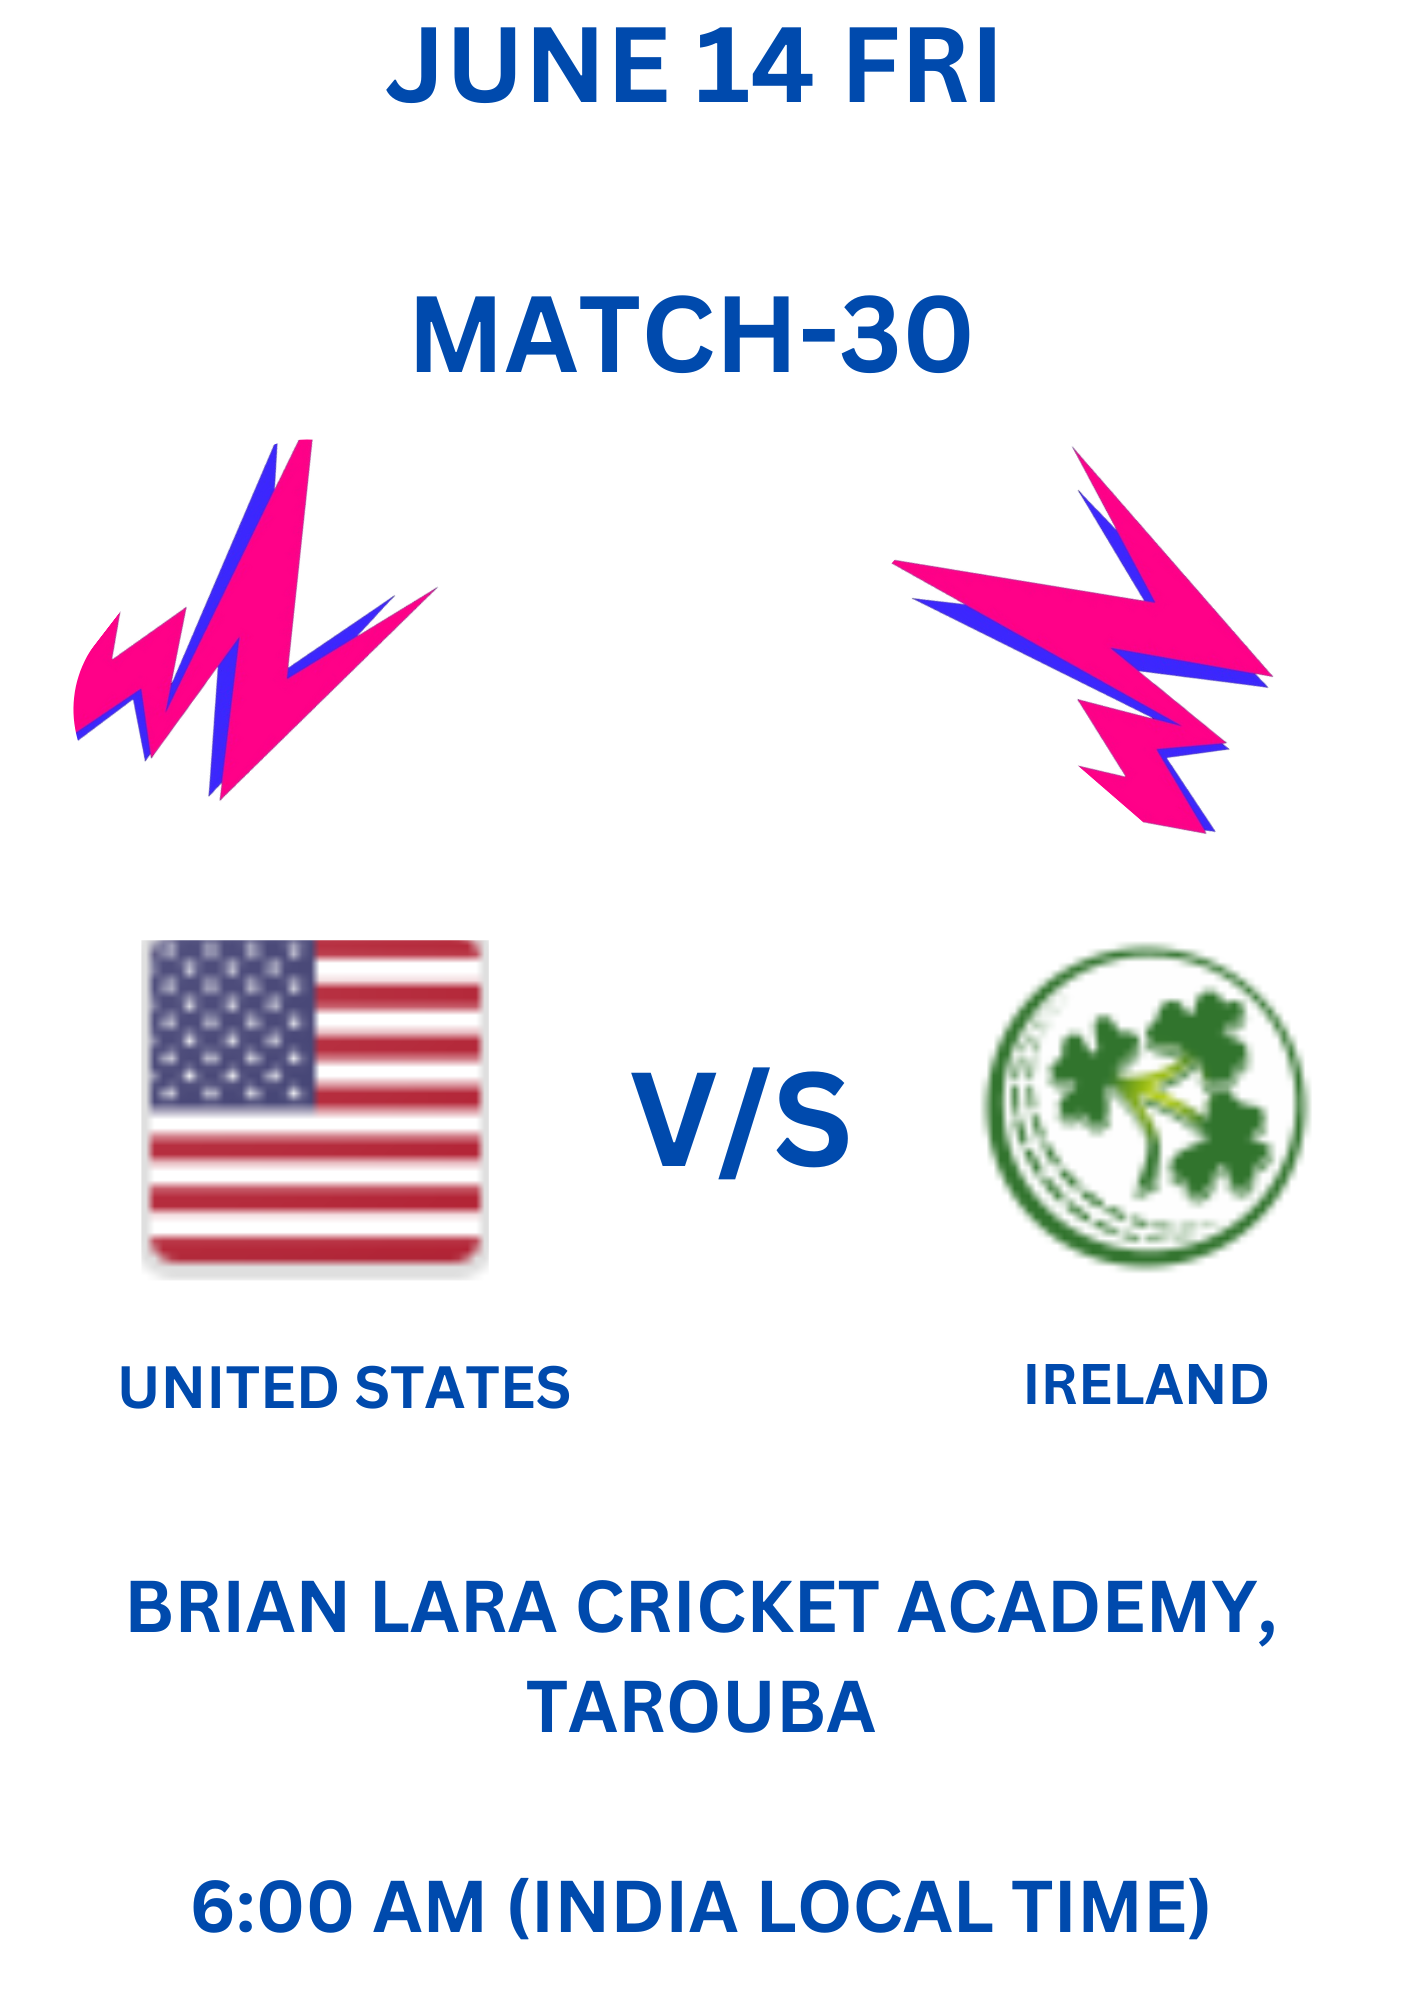 JUNE 14 FRI
MATCH-30
V/S
UNITED STATES
IRELAND
BRIAN LARA CRICKET ACADEMY,
TAROUBA
6:00 AM (INDIA LOCAL TIME)